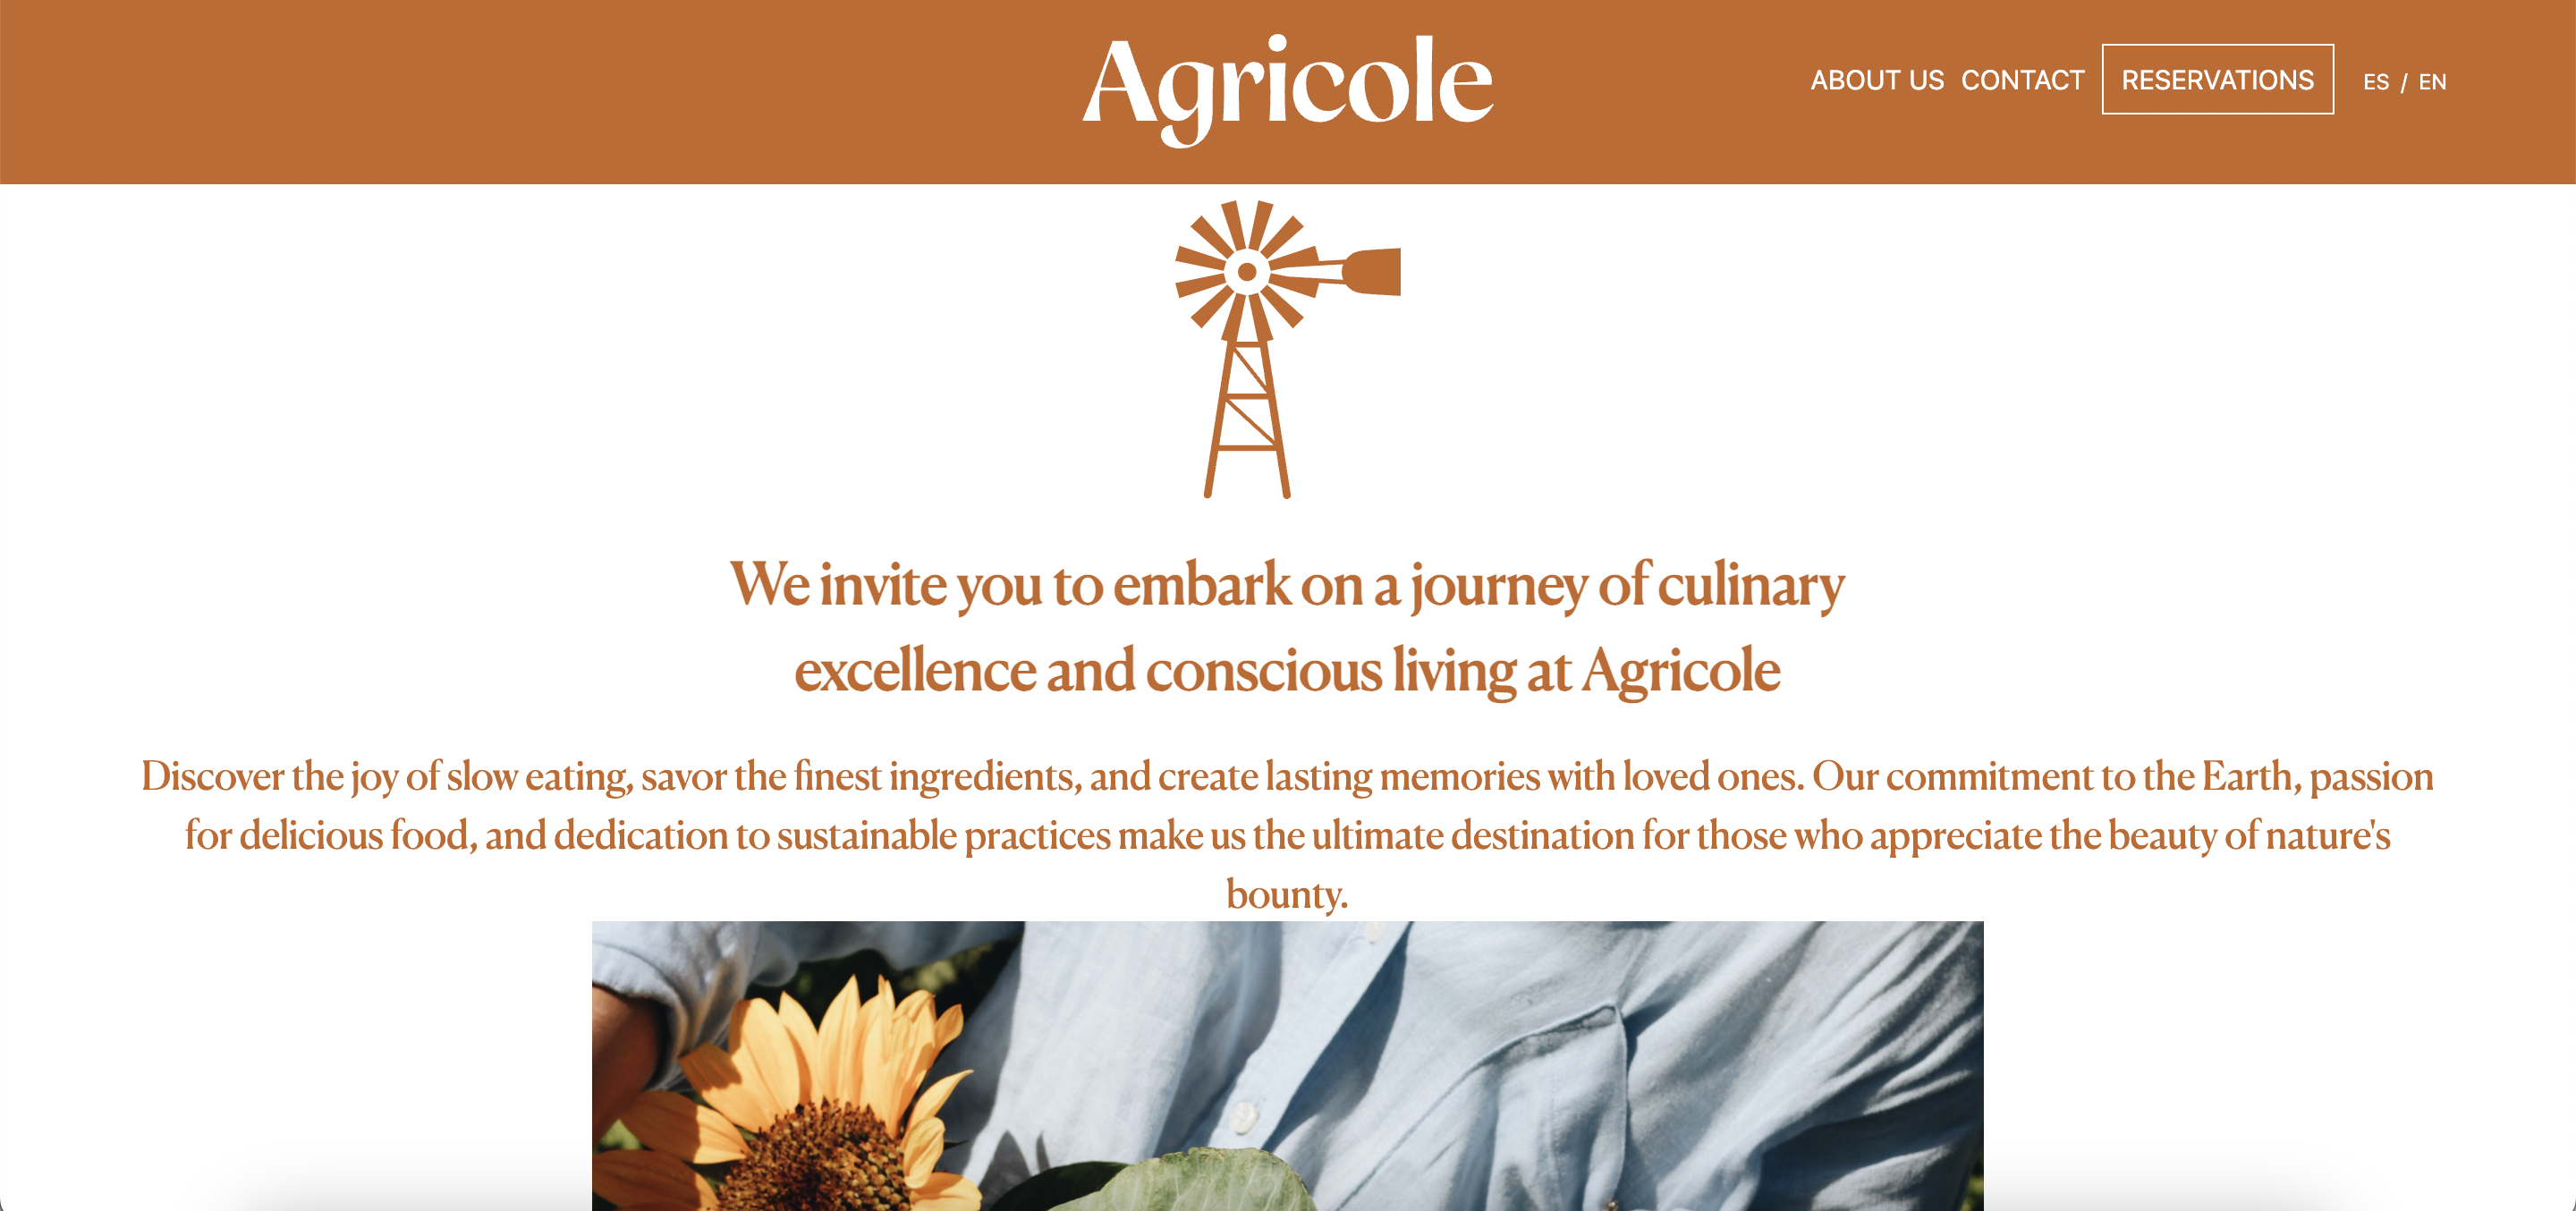 Agricole
ABOUT US CONTACT RESERVATIONS ES / EN
We invite you to embark on a journey of culinary
excellence and conscious living at Agricole
Discover the joy of slow eating, savor the finest ingredients, and create lasting memories with loved ones. Our commitment to the Earth, passion
for delicious food, and dedication to sustainable practices make us the ultimate destination for those who appreciate the beauty of nature's
bounty.